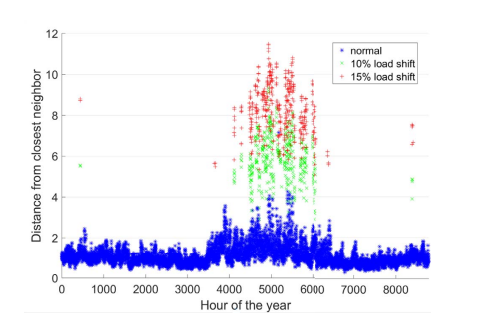 12
10
8
6
4
2
0
Distance from closest neighbor
normal
10% load shift
15% load shift
0 1000 2000 3000 4000 5000 6000 7000 8000
Hour of the year